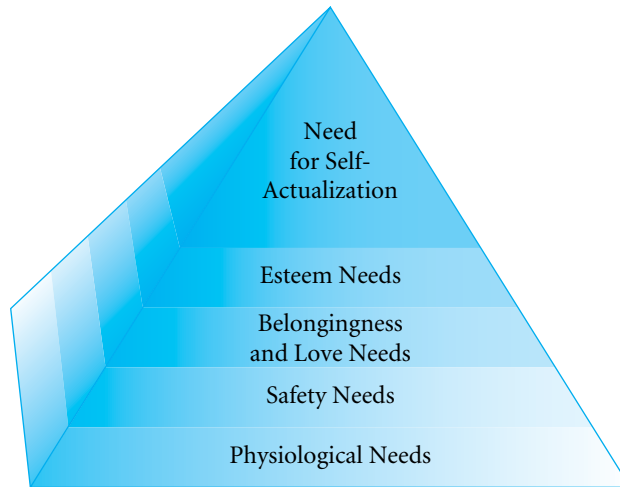 Need
for Self-
Actualization
Esteem Needs
Belongingness
and Love Needs
Safety Needs
Physiological Needs